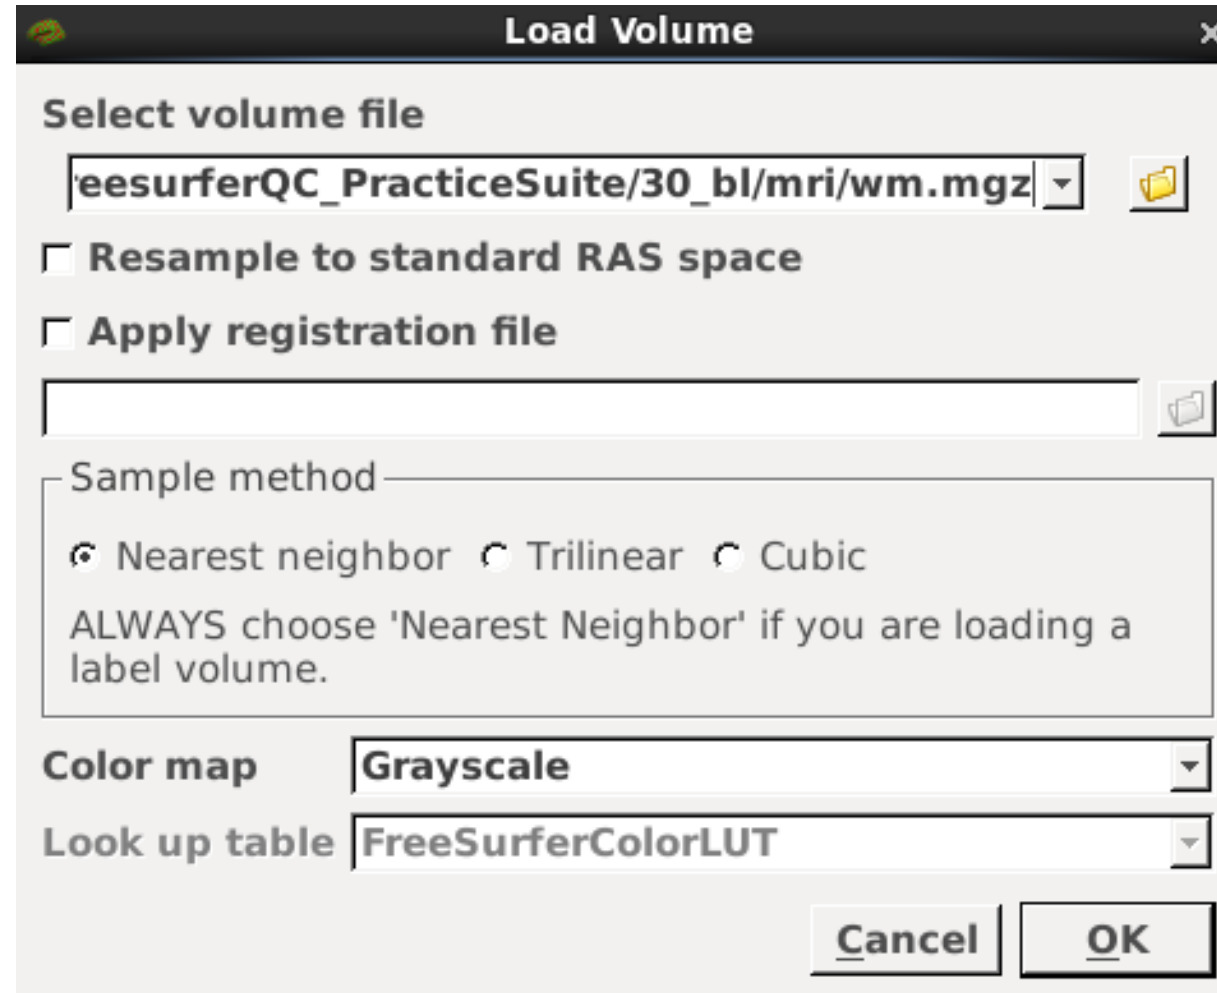 Load Volume
Select volume file
eesurferQC_PracticeSuite/30_bl/mri/wm.mgz
Resample to standard RAS space
Apply registration file
Sample method
Nearest neighbor Trilinear Cubic
ALWAYS choose 'Nearest Neighbor' if you are loading a
label volume.
Color map Grayscale
Look up table FreeSurferColorLUT
Cancel OK